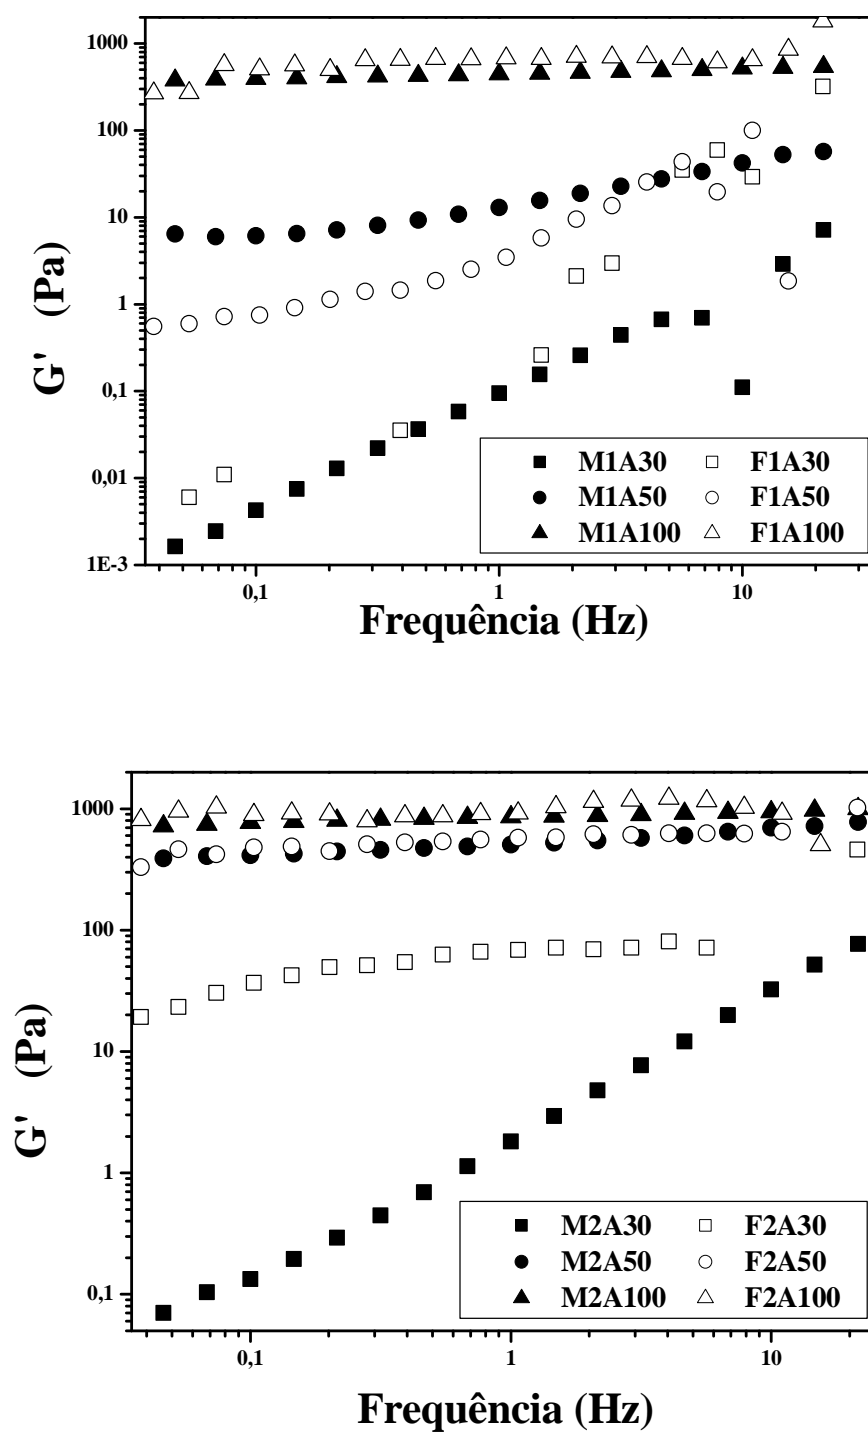 1000
100
10
1
0,1
0,01
1E-3
G' (Pa)
M1A30 F1A30
M1A50 F1A50
M1A100 F1A100
0,1 1 10
Frequência (Hz)
1000
100
10
1
0,1
G' (Pa)
M2A30 F2A30
M2A50 F2A50
M2A100 F2A100
0,1 1 10
Frequência (Hz)